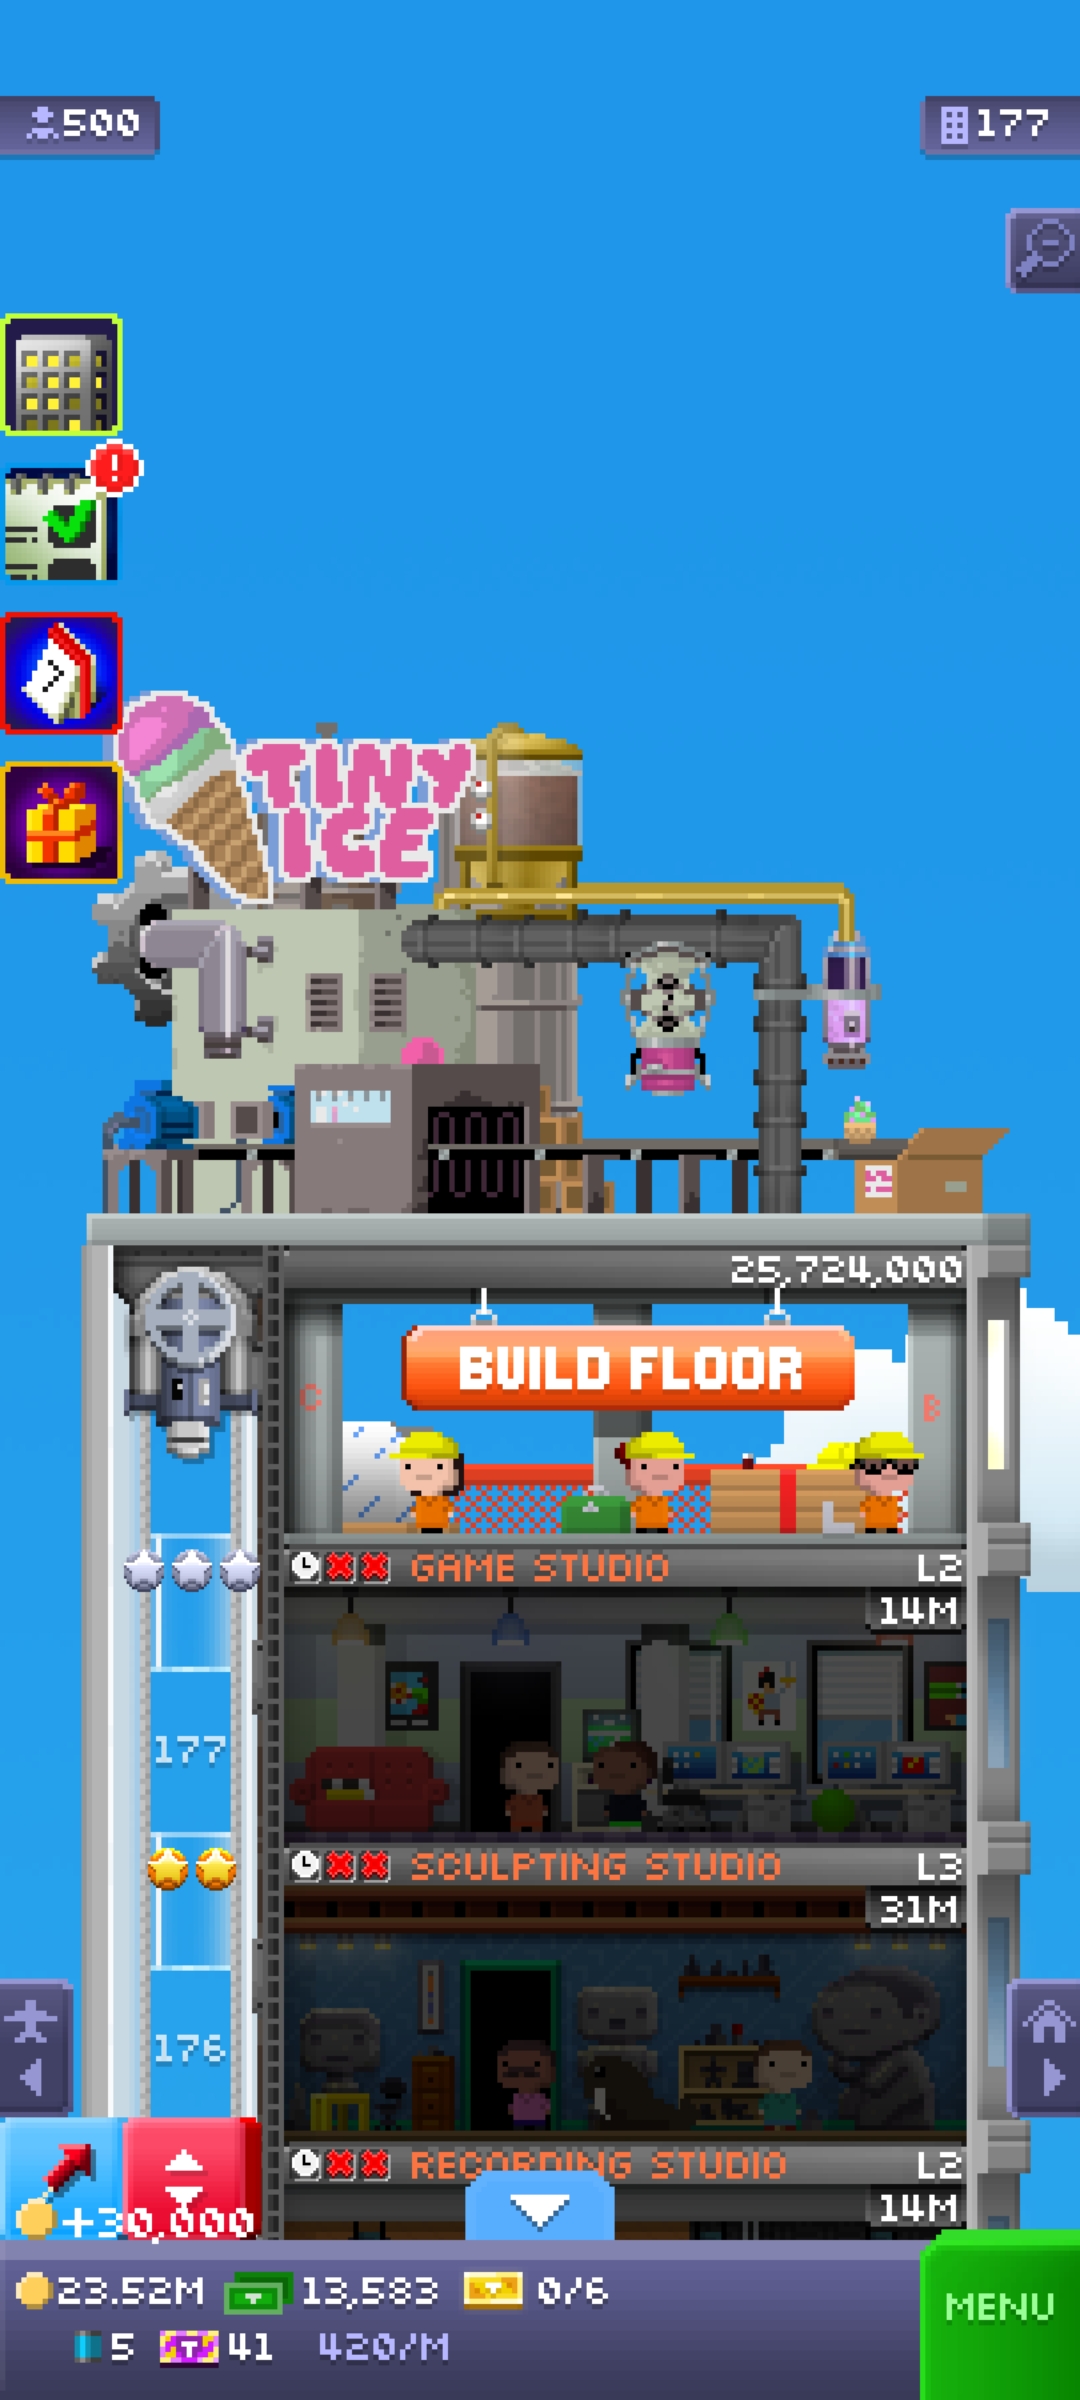 500
177
7
TINY
ICE
25,724,000
BUILD FLOOR
C
B
GAME STUDIO L2
14M
177
SCULPTING STUDIO L3
31M
176
RECORDING STUDIO L2
14M
+30,000
23.52M 13,583 0/6
5 T 41 420/M
MENU